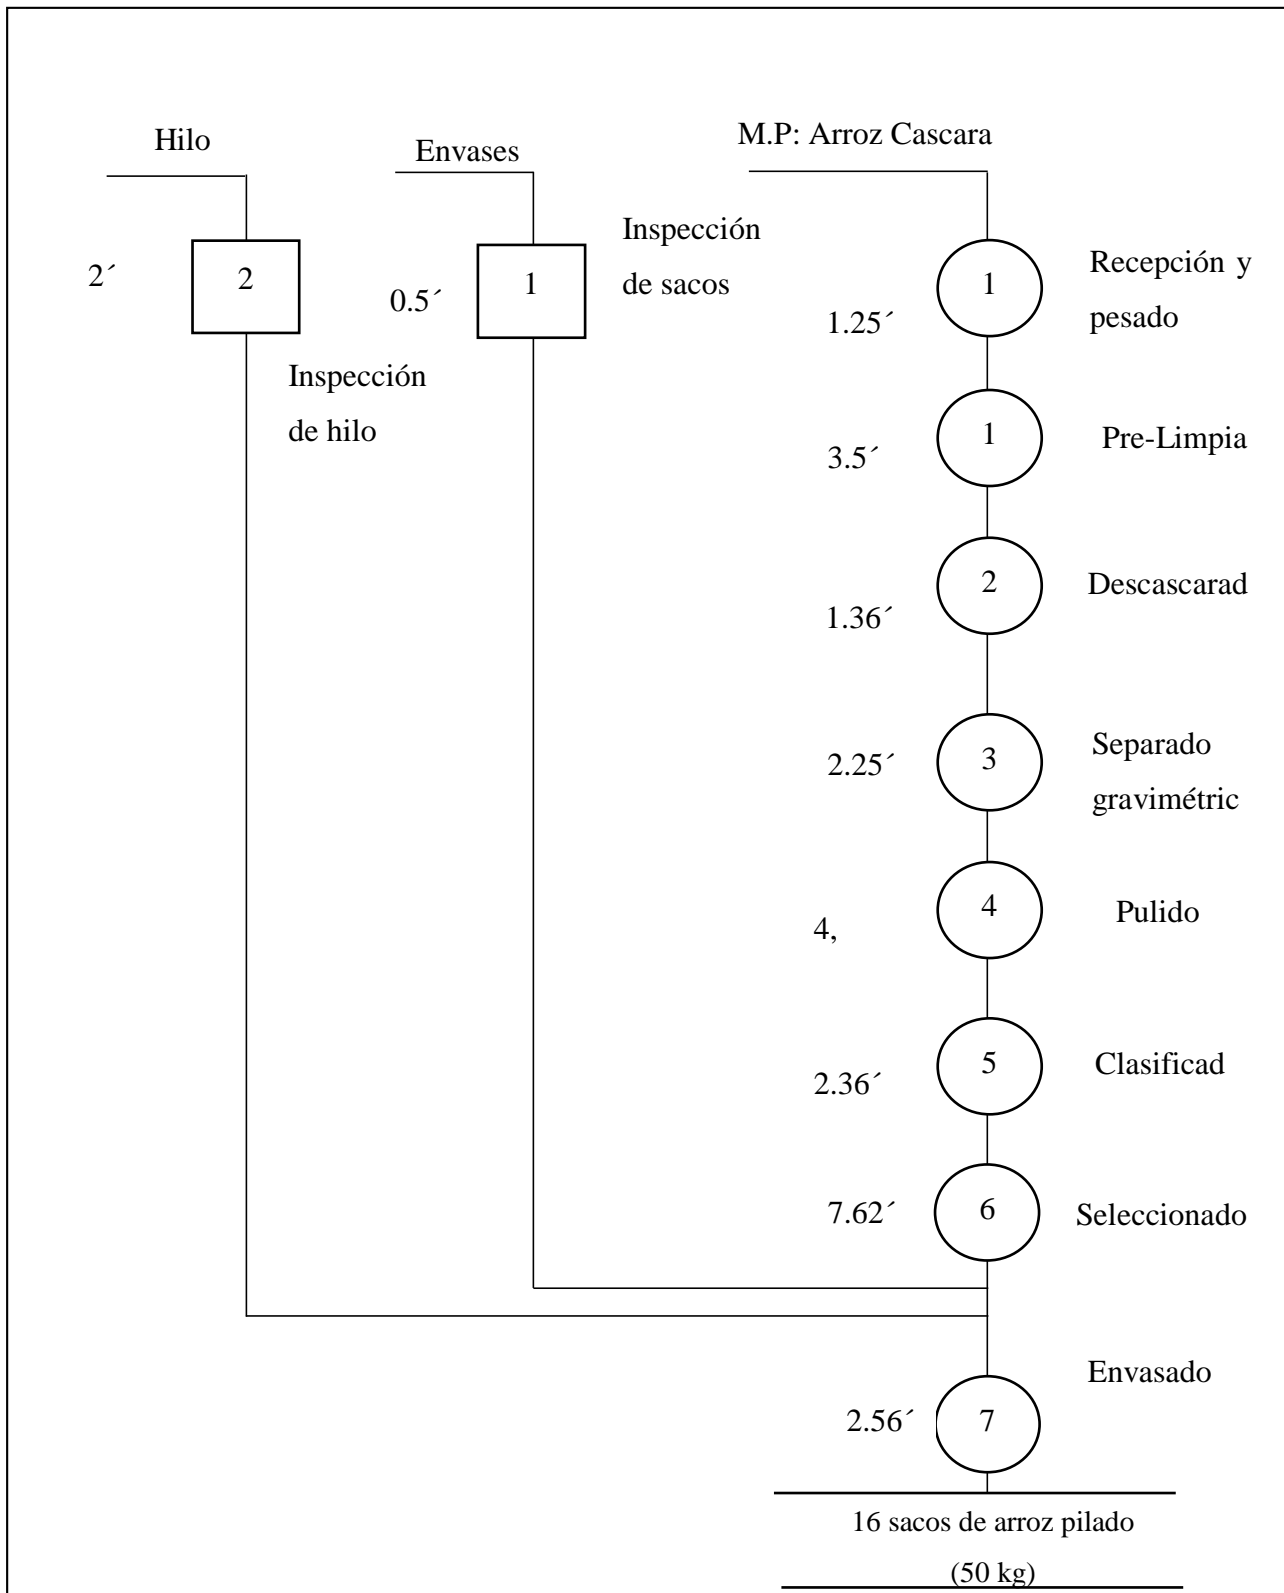 Hilo
Envases
M.P: Arroz Cascara
2´
2
Inspección
de hilo
0.5´
1
Inspección
de sacos
1.25´
1
Recepción y
pesado
3.5´
1
Pre-Limpia
1.36´
2
Descascarad
2.25´
3
Separado
gravimétric
4,
4
Pulido
2.36´
5
Clasificad
7.62´
6
Seleccionado
2.56´
7
Envasado
16 sacos de arroz pilado
(50 kg)